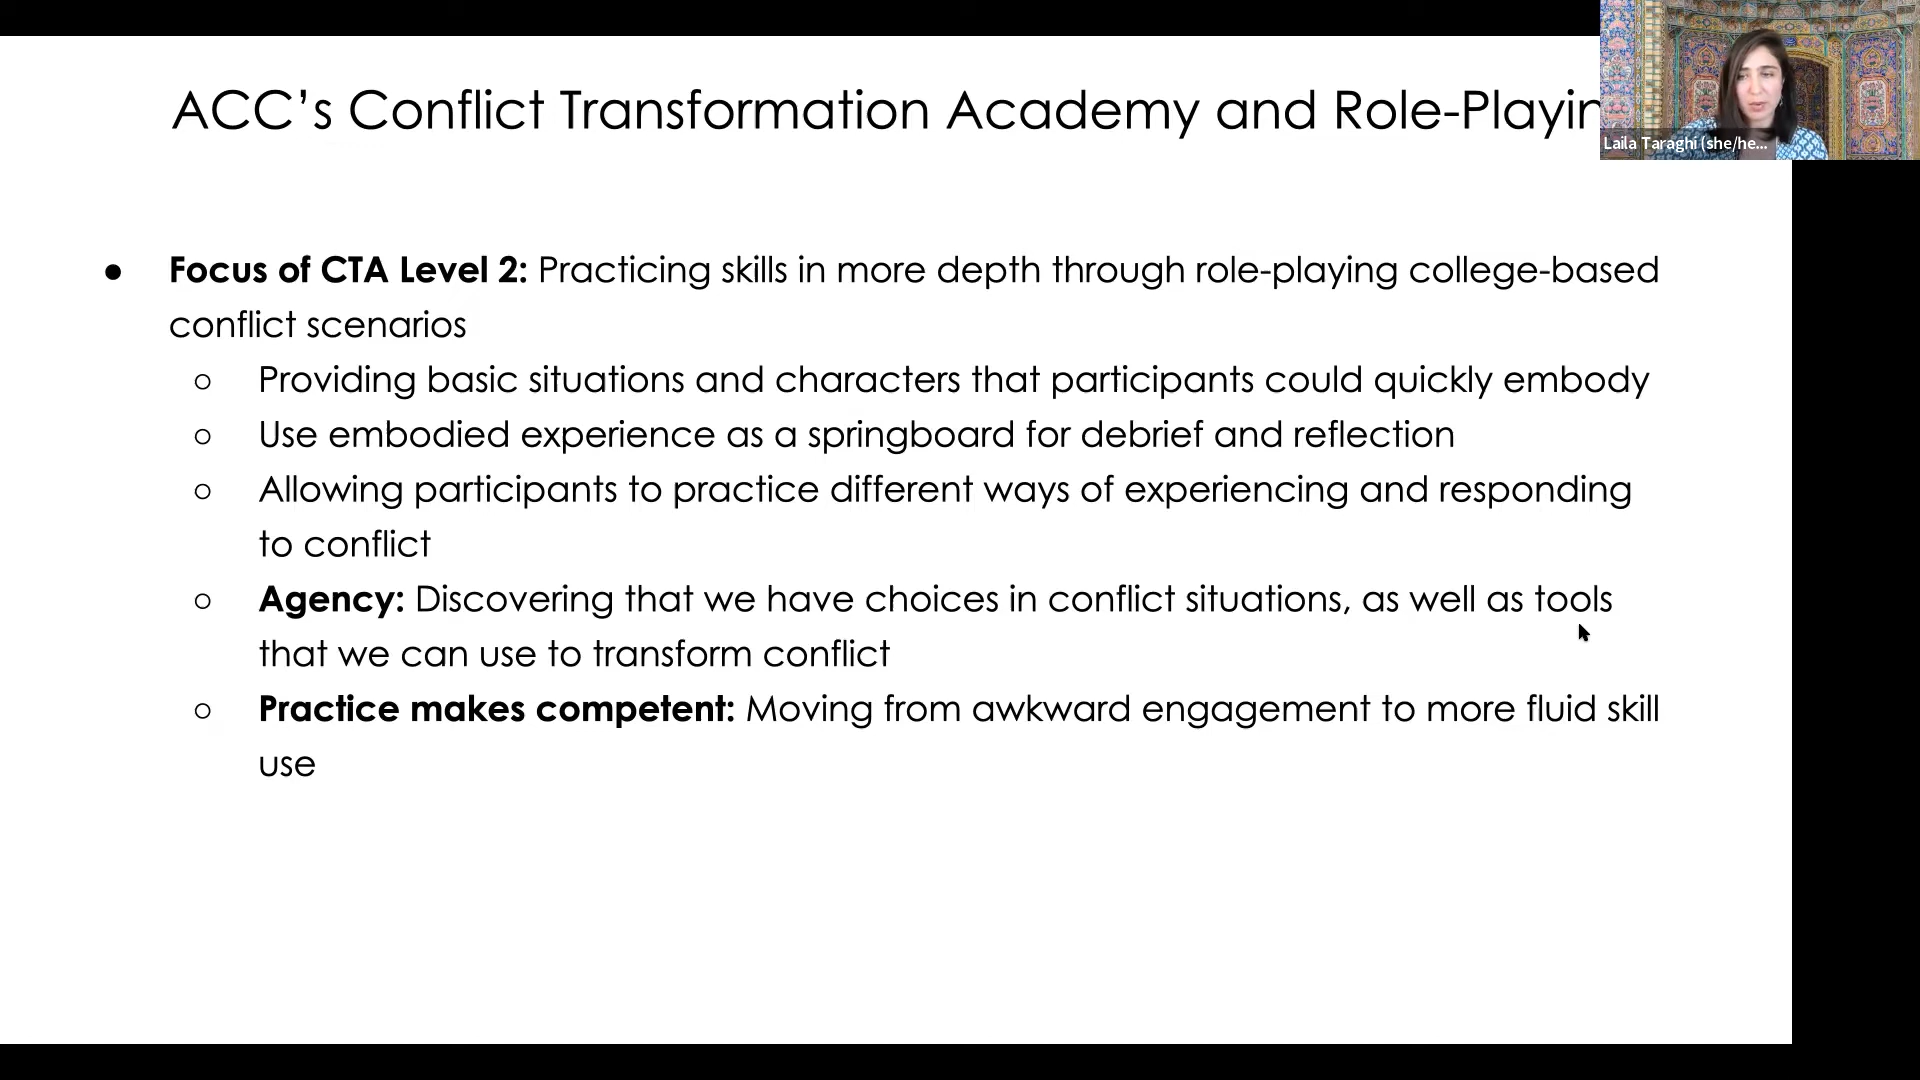 ACC’s Conflict Transformation Academy and Role-Playin
Laila Taraghi (she/he...
● Focus of CTA Level 2: Practicing skills in more depth through role-playing college-based
conflict scenarios
○ Providing basic situations and characters that participants could quickly embody
○ Use embodied experience as a springboard for debrief and reflection
○ Allowing participants to practice different ways of experiencing and responding
to conflict
○ Agency: Discovering that we have choices in conflict situations, as well as tools
that we can use to transform conflict
○ Practice makes competent: Moving from awkward engagement to more fluid skill
use